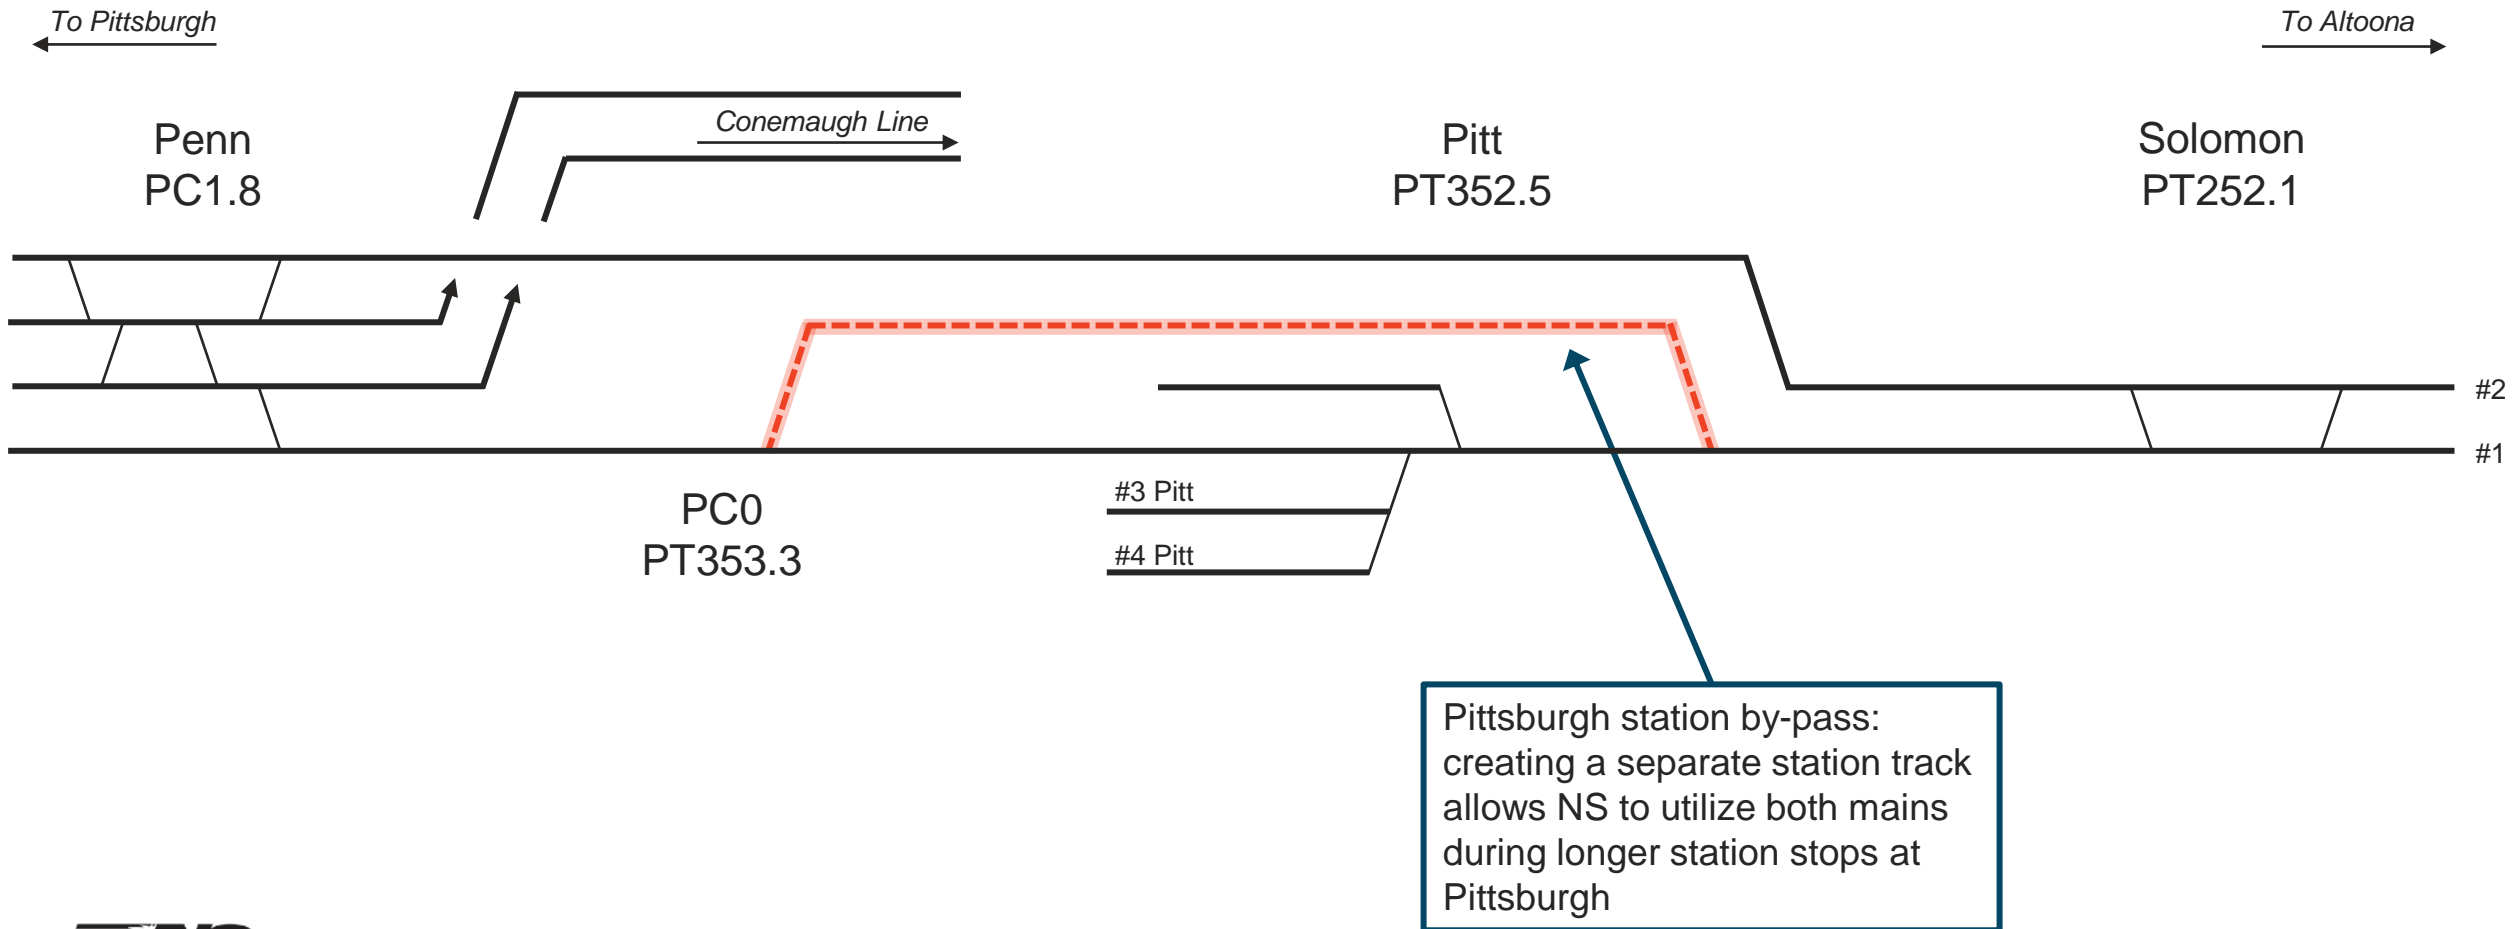 To Pittsburgh
To Altoona
Conemaugh Line
Penn
PC1.8
Pitt
PT352.5
Solomon
PT252.1
#2
#1
#3 Pitt
#4 Pitt
PC0
PT353.3
Pittsburgh station by-pass:
creating a separate station track
allows NS to utilize both mains
during longer station stops at
Pittsburgh